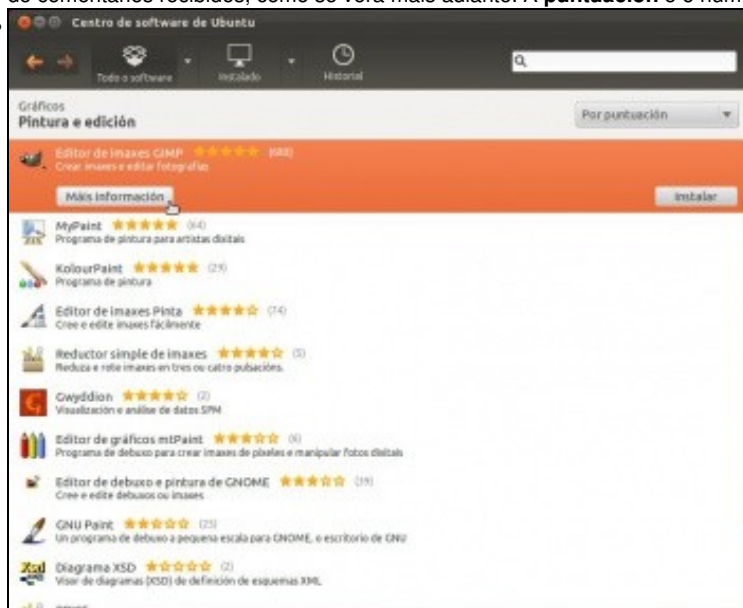 de comentarios recibidos, como se verá máis adiante. A puntuación é o núm
Centro de software de Ubuntu
Todo o software
Instalado
Historial
Gráficos
Pintura e edición
Por puntuación
Editor de imaxes GIMP
Crear imaxes e editar fotografías
Máis información
Instalar
MyPaint (64)
Programa de pintura para artistas dixitais
KolourPaint (29)
Programa de pintura
Editor de imaxes Pinta (74)
Cree e edite imaxes fácilmente
Reductor simple de imaxes (5)
Reduza e rote imaxes en tres ou catro pulsacións.
Gwyddion (2)
Visualización e análise de datos SPM
Editor de gráficos mtPaint (6)
Programa de debuxo para crear imaxes de píxeles e manipular fotos dixitais
Editor de debuxo e pintura de GNOME (39)
Cree e edite debuxos ou imaxes
GNU Paint (25)
Un programa de debuxo a pequena escala para GNOME, o escritorio de GNU
Xsd Diagrama XSD (2)
Visor de diagramas (XSD) de definición de esquemas XML.